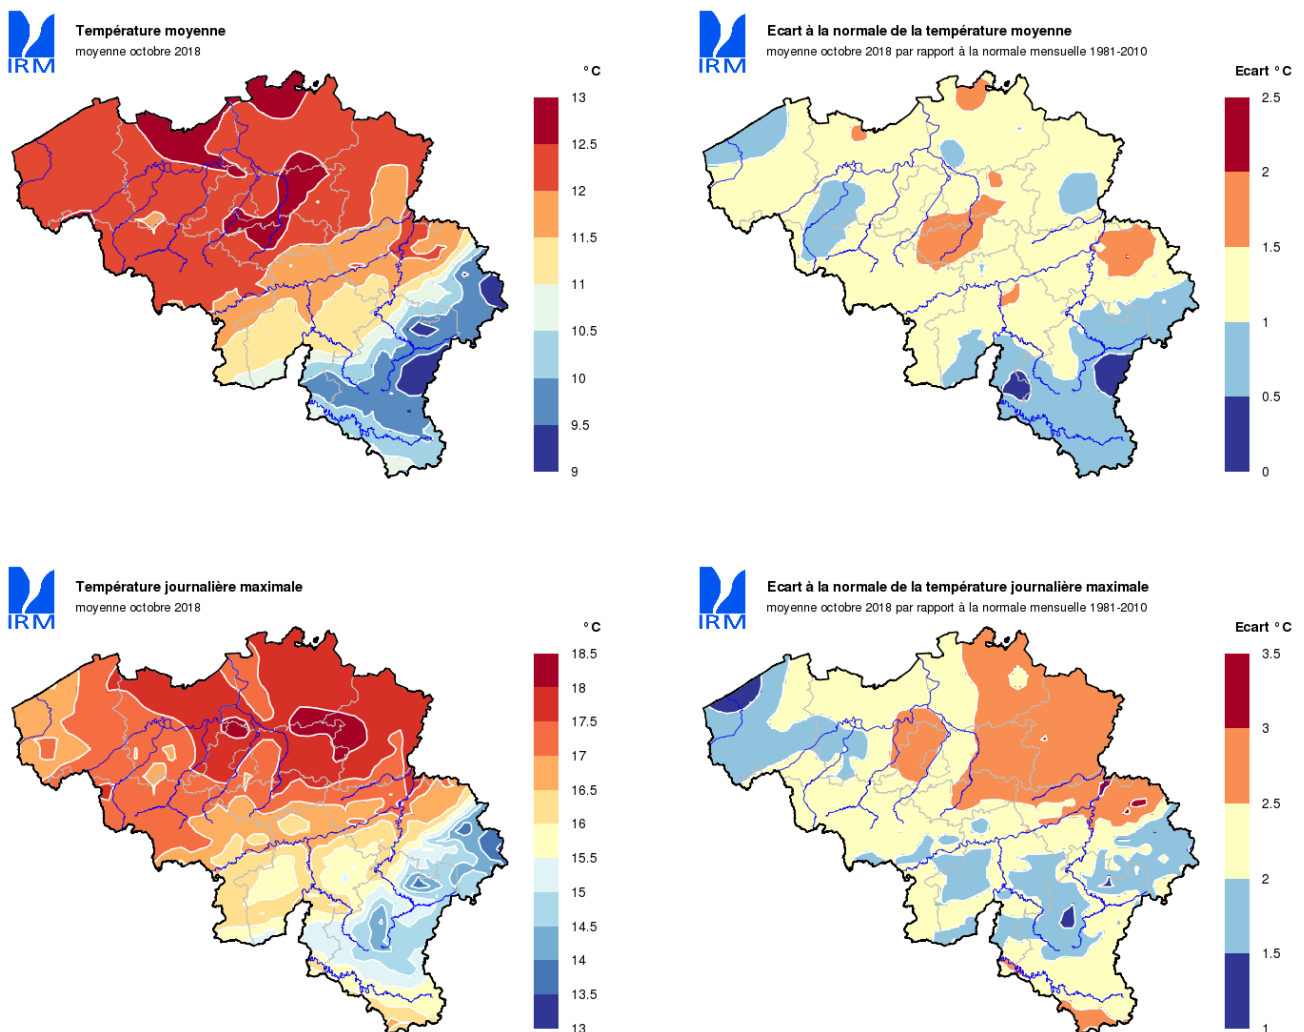 IRM
Température moyenne
moyenne octobre 2018
°C
13
12.5
12
11.5
11
10.5
10
9.5
9
IRM
Ecart à la normale de la température moyenne
moyenne octobre 2018 par rapport à la normale mensuelle 1981-2010
Ecart °C
2.5
2
1.5
1
0.5
0
IRM
Température journalière maximale
moyenne octobre 2018
°C
18.5
18
17.5
17
16.5
16
15.5
15
14.5
14
13.5
13
IRM
Ecart à la normale de la température journalière maximale
moyenne octobre 2018 par rapport à la normale mensuelle 1981-2010
Ecart °C
3.5
3
2.5
2
1.5
1